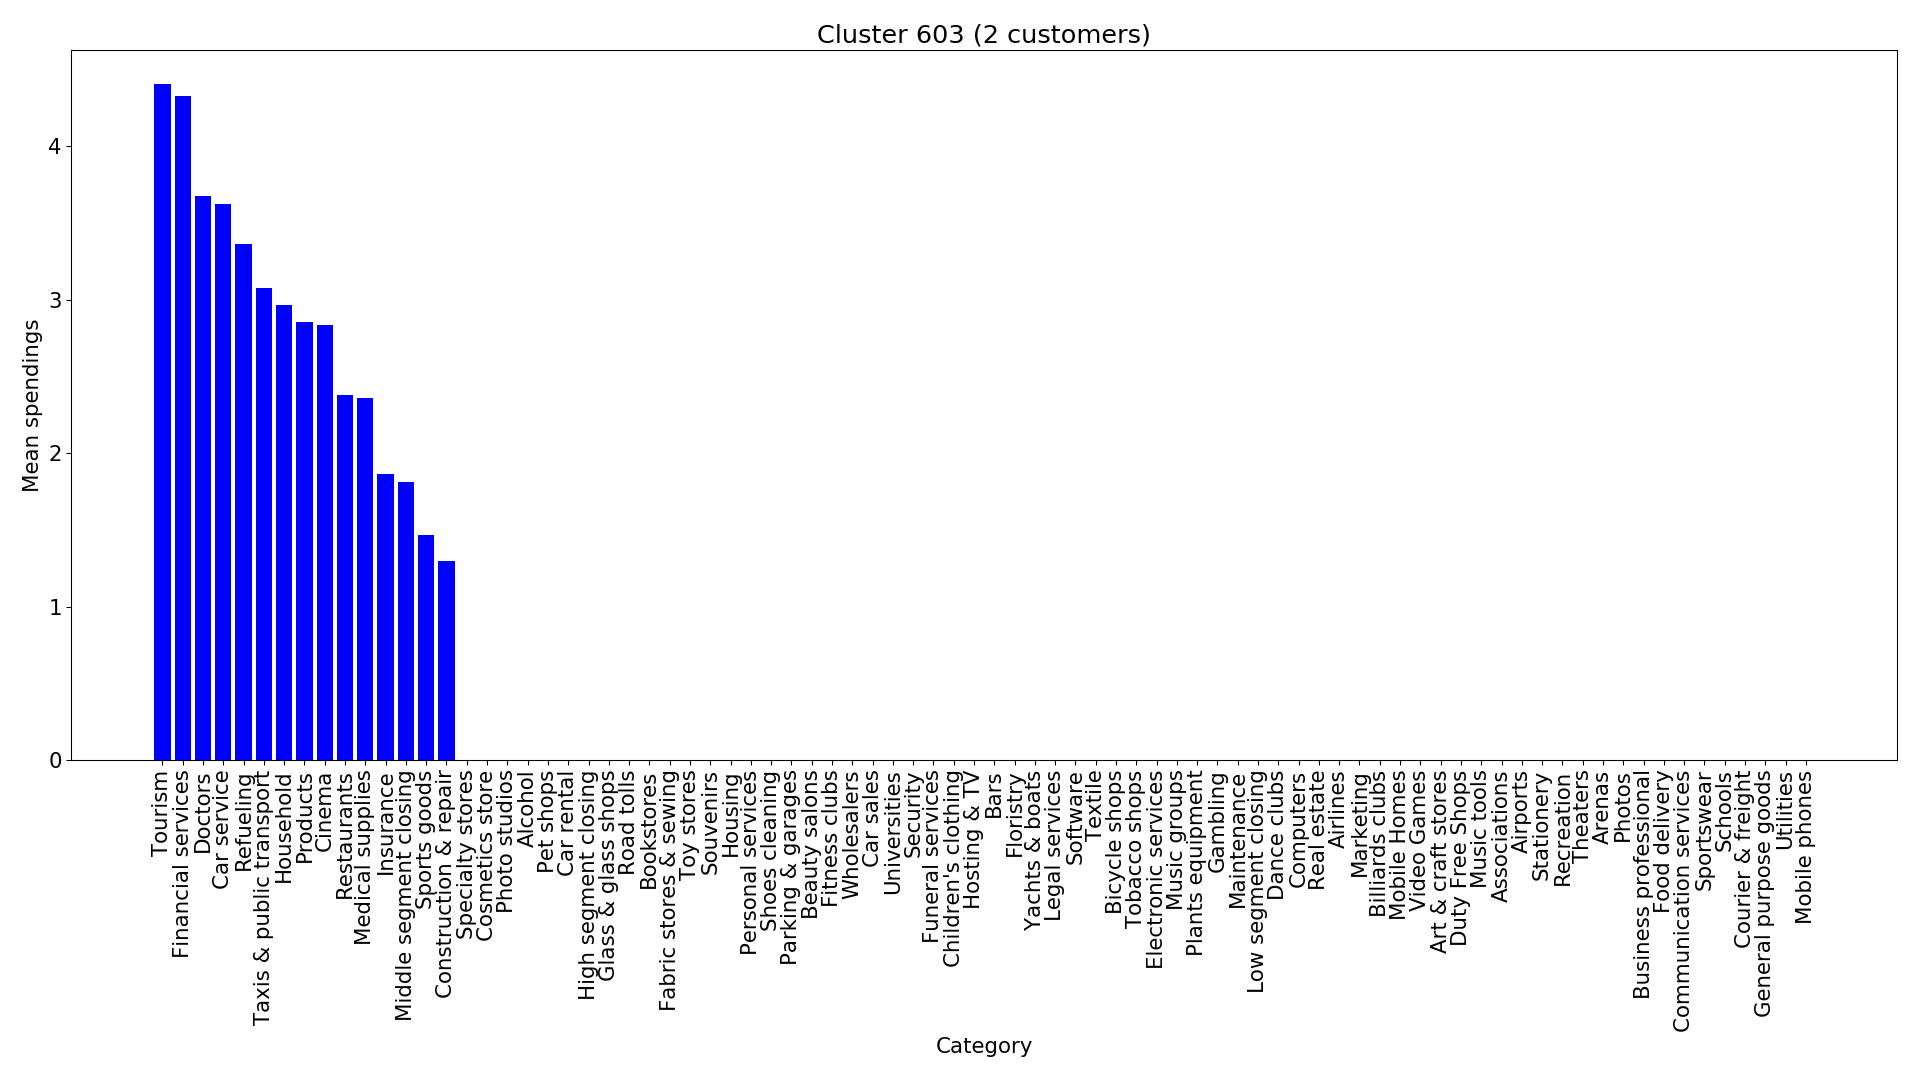 Cluster 603 (2 customers)
Mean spendings
4
3
2
1
0
Tourism
Financial services
Doctors
Car service
Refueling
Taxis & public transport
Household
Products
Cinema
Restaurants
Medical supplies
Insurance
Middle segment closing
Sports goods
Construction & repair
Specialty stores
Cosmetics store
Photo studios
Alcohol
Pet shops
Car rental
High segment closing
Glass & glass shops
Road tolls
Bookstores
Fabric stores & sewing
Toy stores
Souvenirs
Housing
Personal services
Shoes cleaning
Parking & garages
Beauty salons
Fitness clubs
Wholesalers
Car sales
Universities
Security
Funeral services
Children's clothing
Hosting & TV
Bars
Floristry
Yachts & boats
Legal services
Software
Textile
Bicycle shops
Tobacco shops
Electronic services
Music groups
Plants equipment
Gambling
Maintenance
Low segment closing
Dance clubs
Computers
Real estate
Airlines
Marketing
Billiards clubs
Mobile Homes
Video Games
Art & craft stores
Duty Free Shops
Music tools
Associations
Airports
Stationery
Recreation
Theaters
Arenas
Photos
Business professional
Food delivery
Communication services
Sportswear
Schools
Courier & freight
General purpose goods
Utilities
Mobile phones
Category